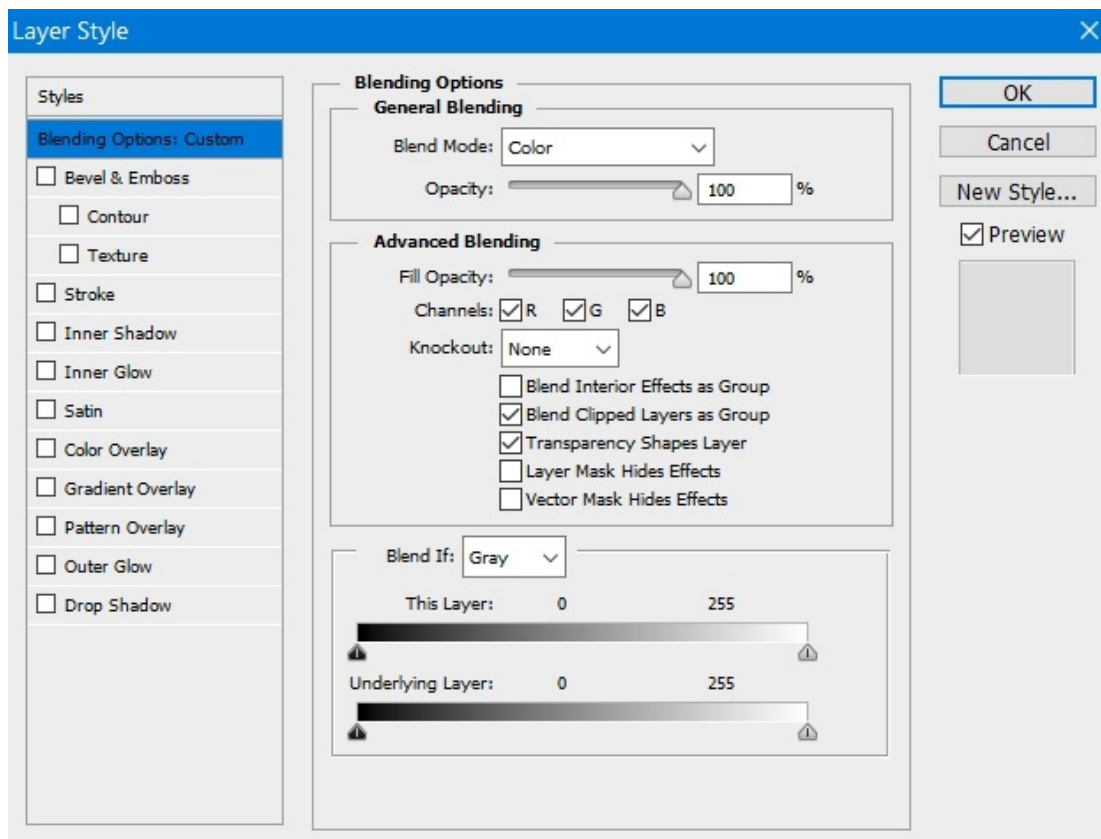 Layer Style
Styles
Blending Options: Custom
Bevel & Emboss
Contour
Texture
Stroke
Inner Shadow
Inner Glow
Satin
Color Overlay
Gradient Overlay
Pattern Overlay
Outer Glow
Drop Shadow
Blending Options
General Blending
Blend Mode: Color
Opacity: 100 %
Advanced Blending
Fill Opacity: 100 %
Channels: R G B
Knockout: None
Blend Interior Effects as Group
Blend Clipped Layers as Group
Transparency Shapes Layer
Layer Mask Hides Effects
Vector Mask Hides Effects
Blend If: Gray
This Layer: 0 255
Underlying Layer: 0 255
OK
Cancel
New Style...
Preview